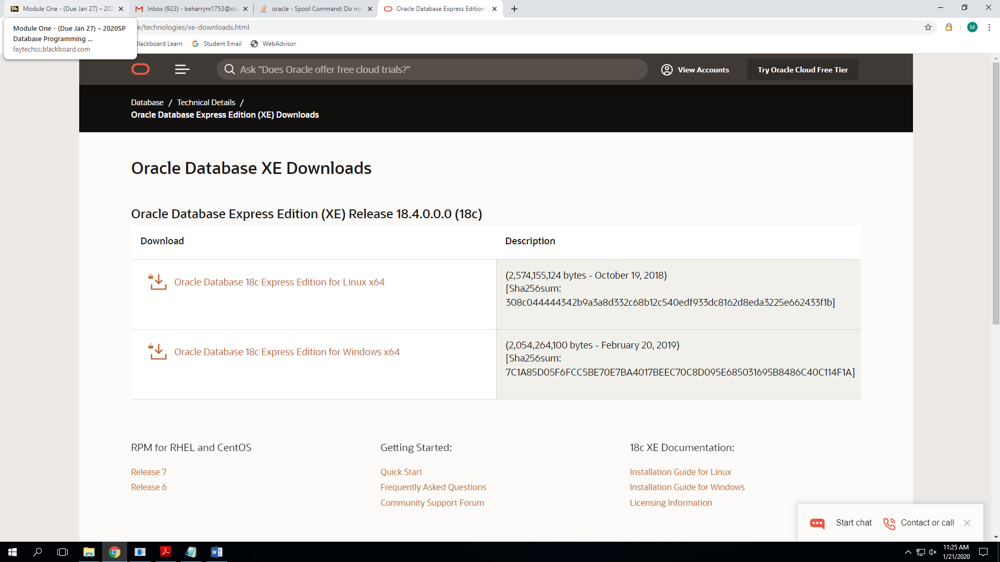 Module One - (Due Jan 27) – 202
Inbox (923) - beharrym1753@stu
oracle - Spool Command: Do not
Oracle Database Express Edition
Module One - (Due Jan 27) – 2020SP
Database Programming ...
faytechcc.blackboard.com
e/technologies/xe-downloads.html
M
Blackboard Learn
Student Email
WebAdvisor
Ask "Does Oracle offer free cloud trials?"
View Accounts
Try Oracle Cloud Free Tier
Database / Technical Details /
Oracle Database Express Edition (XE) Downloads
Oracle Database XE Downloads
Oracle Database Express Edition (XE) Release 18.4.0.0.0 (18c)
Download
Description
Oracle Database 18c Express Edition for Linux x64
(2,574,155,124 bytes - October 19, 2018)
[Sha256sum:
308c044444342b9a3a8d332c68b12c540edf933dc8162d8eda3225e662433f1b]
Oracle Database 18c Express Edition for Windows x64
(2,054,264,100 bytes - February 20, 2019)
[Sha256sum:
7C1A85D05F6FCC5BE70E7BA4017BEEC70C8D095E685031695B8486C40C114F1A]
RPM for RHEL and CentOS
Release 7
Release 6
Getting Started:
Quick Start
Frequently Asked Questions
Community Support Forum
18c XE Documentation:
Installation Guide for Linux
Installation Guide for Windows
Licensing Information
Start chat
Contact or call
11:25 AM
1/21/2020